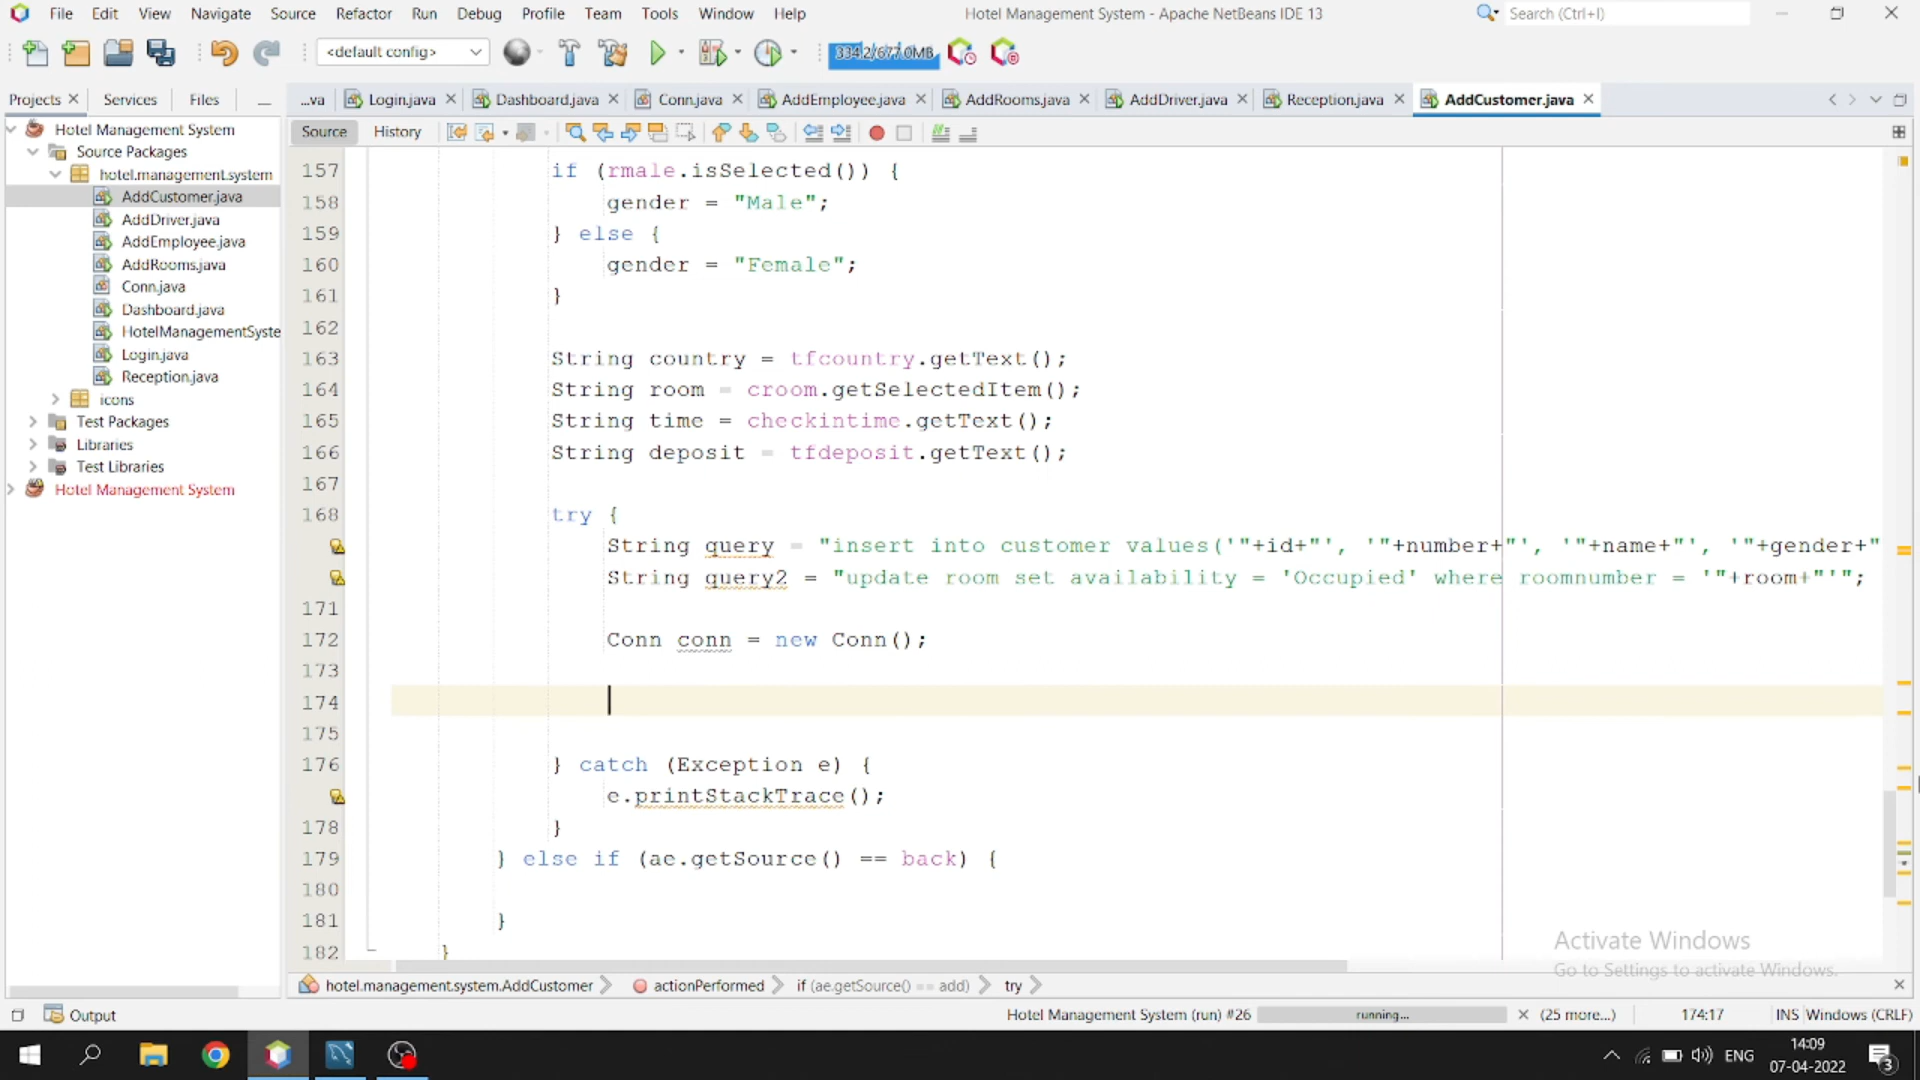 File Edit View Navigate Source Refactor Run Debug Profile Team Tools Window Help
Hotel Management System - Apache NetBeans IDE 13
Search (Ctrl+I)
<default config>
334.2/677.0MB
Projects Services Files
...va Login.java Dashboard.java Conn.java AddEmployee.java AddRooms.java AddDriver.java Reception.java AddCustomer.java
Source History
Hotel Management System
Source Packages
hotel.management.system
AddCustomer.java
AddDriver.java
AddEmployee.java
AddRooms.java
Conn.java
Dashboard.java
HotelManagementSyste
Login.java
Reception.java
icons
Test Packages
Libraries
Test Libraries
Hotel Management System
157 if (rmale.isSelected()) {
158 gender = "Male";
159 } else {
160 gender = "Female";
161 }
162
163 String country = tfcountry.getText();
164 String room = croom.getSelectedItem();
165 String time = checkintime.getText();
166 String deposit = tfdeposit.getText();
167
168 try {
String query = "insert into customer values('"+id+"', '"+number+"', '"+name+"', '"+gender+"
String query2 = "update room set availability = 'Occupied' where roomnumber = '"+room+"'";
171
172 Conn conn = new Conn();
173
174
175
176 } catch (Exception e) {
e.printStackTrace();
178 }
179 } else if (ae.getSource() == back) {
180
181 }
182 }
Activate Windows
Go to Settings to activate Windows.
hotel.management.system.AddCustomer actionPerformed if (ae.getSource() == add) try
Output
Hotel Management System (run) #26 running... (25 more...) 174:17 INS Windows (CRLF)
ENG
14:09
07-04-2022
3